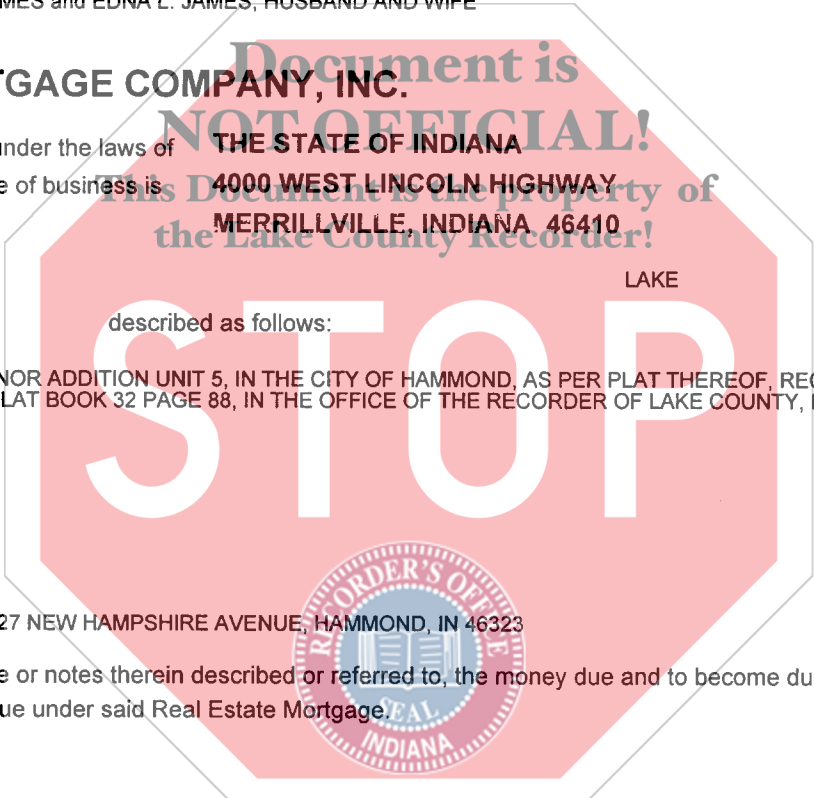 MES and EDNA L. JAMES, HUSBAND AND WIFE
Document is
TGAGE COMPANY, INC.
NOT OFFICIAL!
under the laws of THE STATE OF INDIANA
e of business is 4000 WEST LINCOLN HIGHWAY
This Document is the property of
MERRILLVILLE, INDIANA 46410
the Lake County Recorder!
LAKE
described as follows:
NOR ADDITION UNIT 5, IN THE CITY OF HAMMOND, AS PER PLAT THEREOF, REC
LAT BOOK 32 PAGE 88, IN THE OFFICE OF THE RECORDER OF LAKE COUNTY, I
STOP
RECORDER'S OFFICE
27 NEW HAMPSHIRE AVENUE, HAMMOND, IN 46323
e or notes therein described or referred to, the money due and to become du
ue under said Real Estate Mortgage.
SEAL
INDIANA